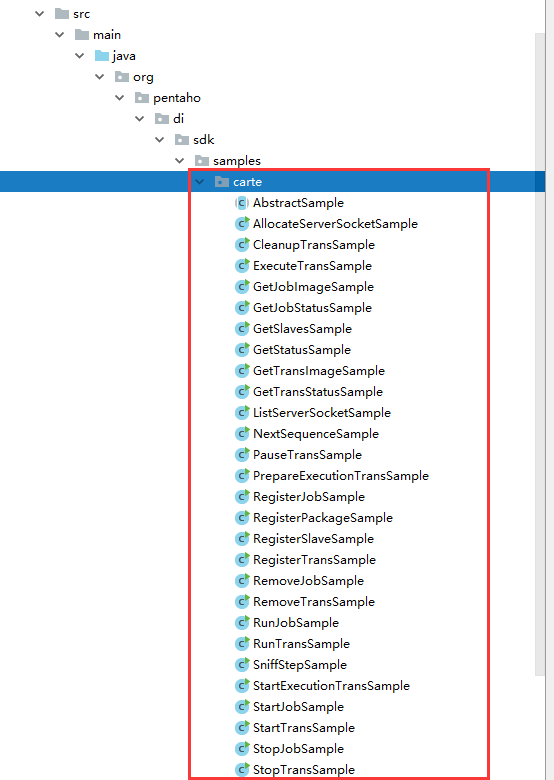 src
main
java
org
pentaho
di
sdk
samples
carte
AbstractSample
AllocateServerSocketSample
CleanupTransSample
ExecuteTransSample
GetJobImageSample
GetJobStatusSample
GetSlavesSample
GetStatusSample
GetTransImageSample
GetTransStatusSample
ListServerSocketSample
NextSequenceSample
PauseTransSample
PrepareExecutionTransSample
RegisterJobSample
RegisterPackageSample
RegisterSlaveSample
RegisterTransSample
RemoveJobSample
RemoveTransSample
RunJobSample
RunTransSample
SniffStepSample
StartExecutionTransSample
StartJobSample
StartTransSample
StopJobSample
StopTransSample